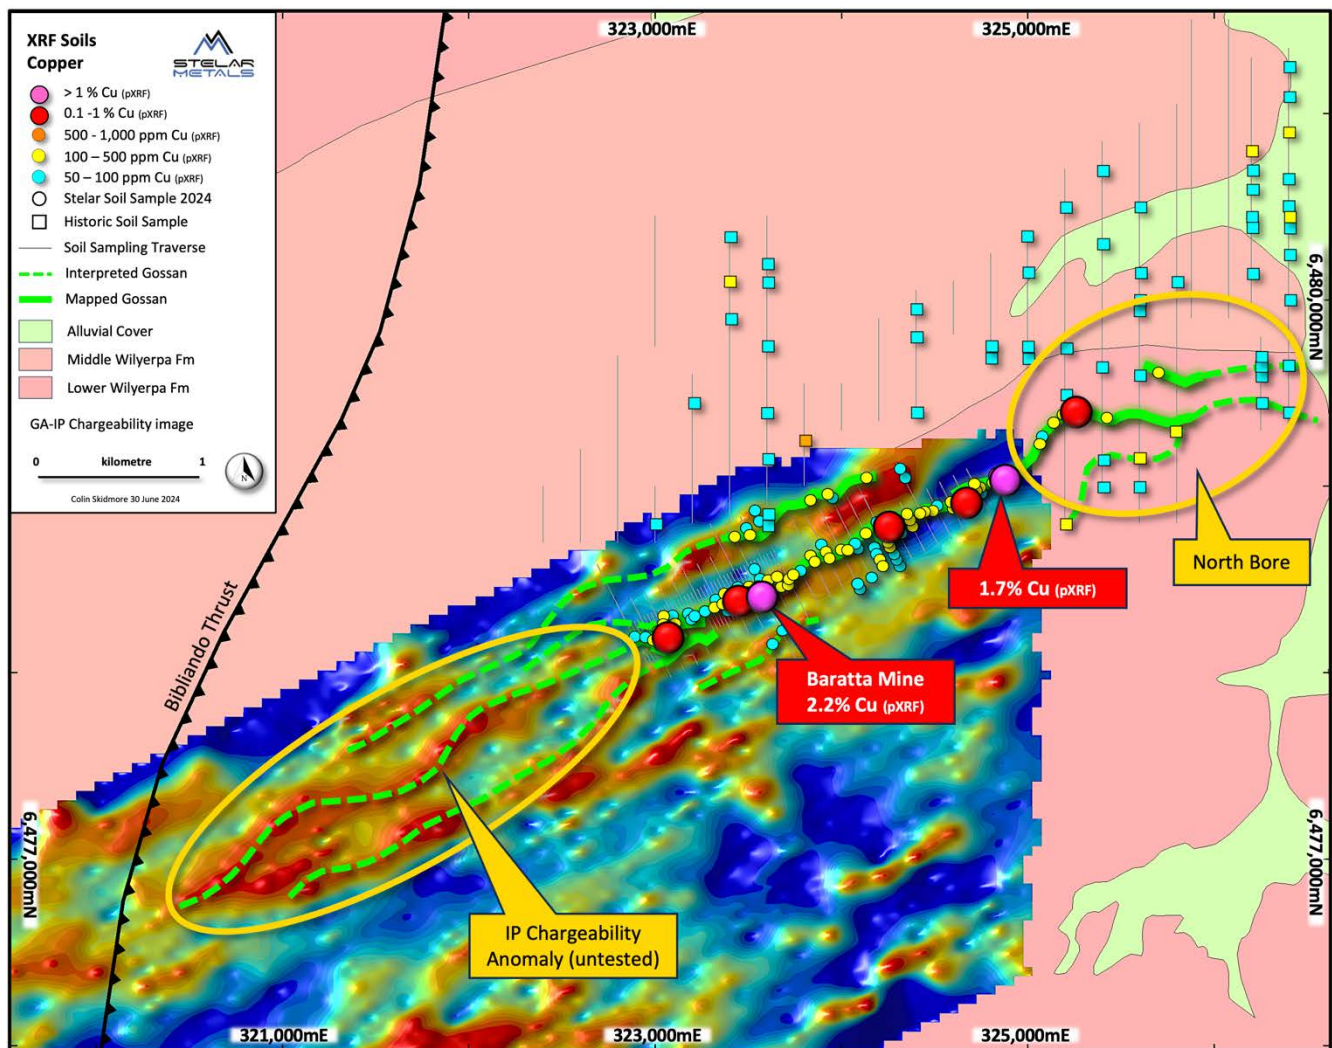 XRF Soils
Copper
STELAR
METALS
> 1 % Cu (pXRF)
0.1 -1 % Cu (pXRF)
500 - 1,000 ppm Cu (pXRF)
100 – 500 ppm Cu (pXRF)
50 – 100 ppm Cu (pXRF)
Stelar Soil Sample 2024
Historic Soil Sample
Soil Sampling Traverse
Interpreted Gossan
Mapped Gossan
Alluvial Cover
Middle Wilyerpa Fm
Lower Wilyerpa Fm
GA-IP Chargeability image
0 kilometre 1
N
Colin Skidmore 30 June 2024
323,000mE
325,000mE
6,480,000mN
North Bore
1.7% Cu (pXRF)
Baratta Mine
2.2% Cu (pXRF)
Bibliando Thrust
6,477,000mN
6,477,000mN
IP Chargeability
Anomaly (untested)
321,000mE
323,000mE
325,000mE